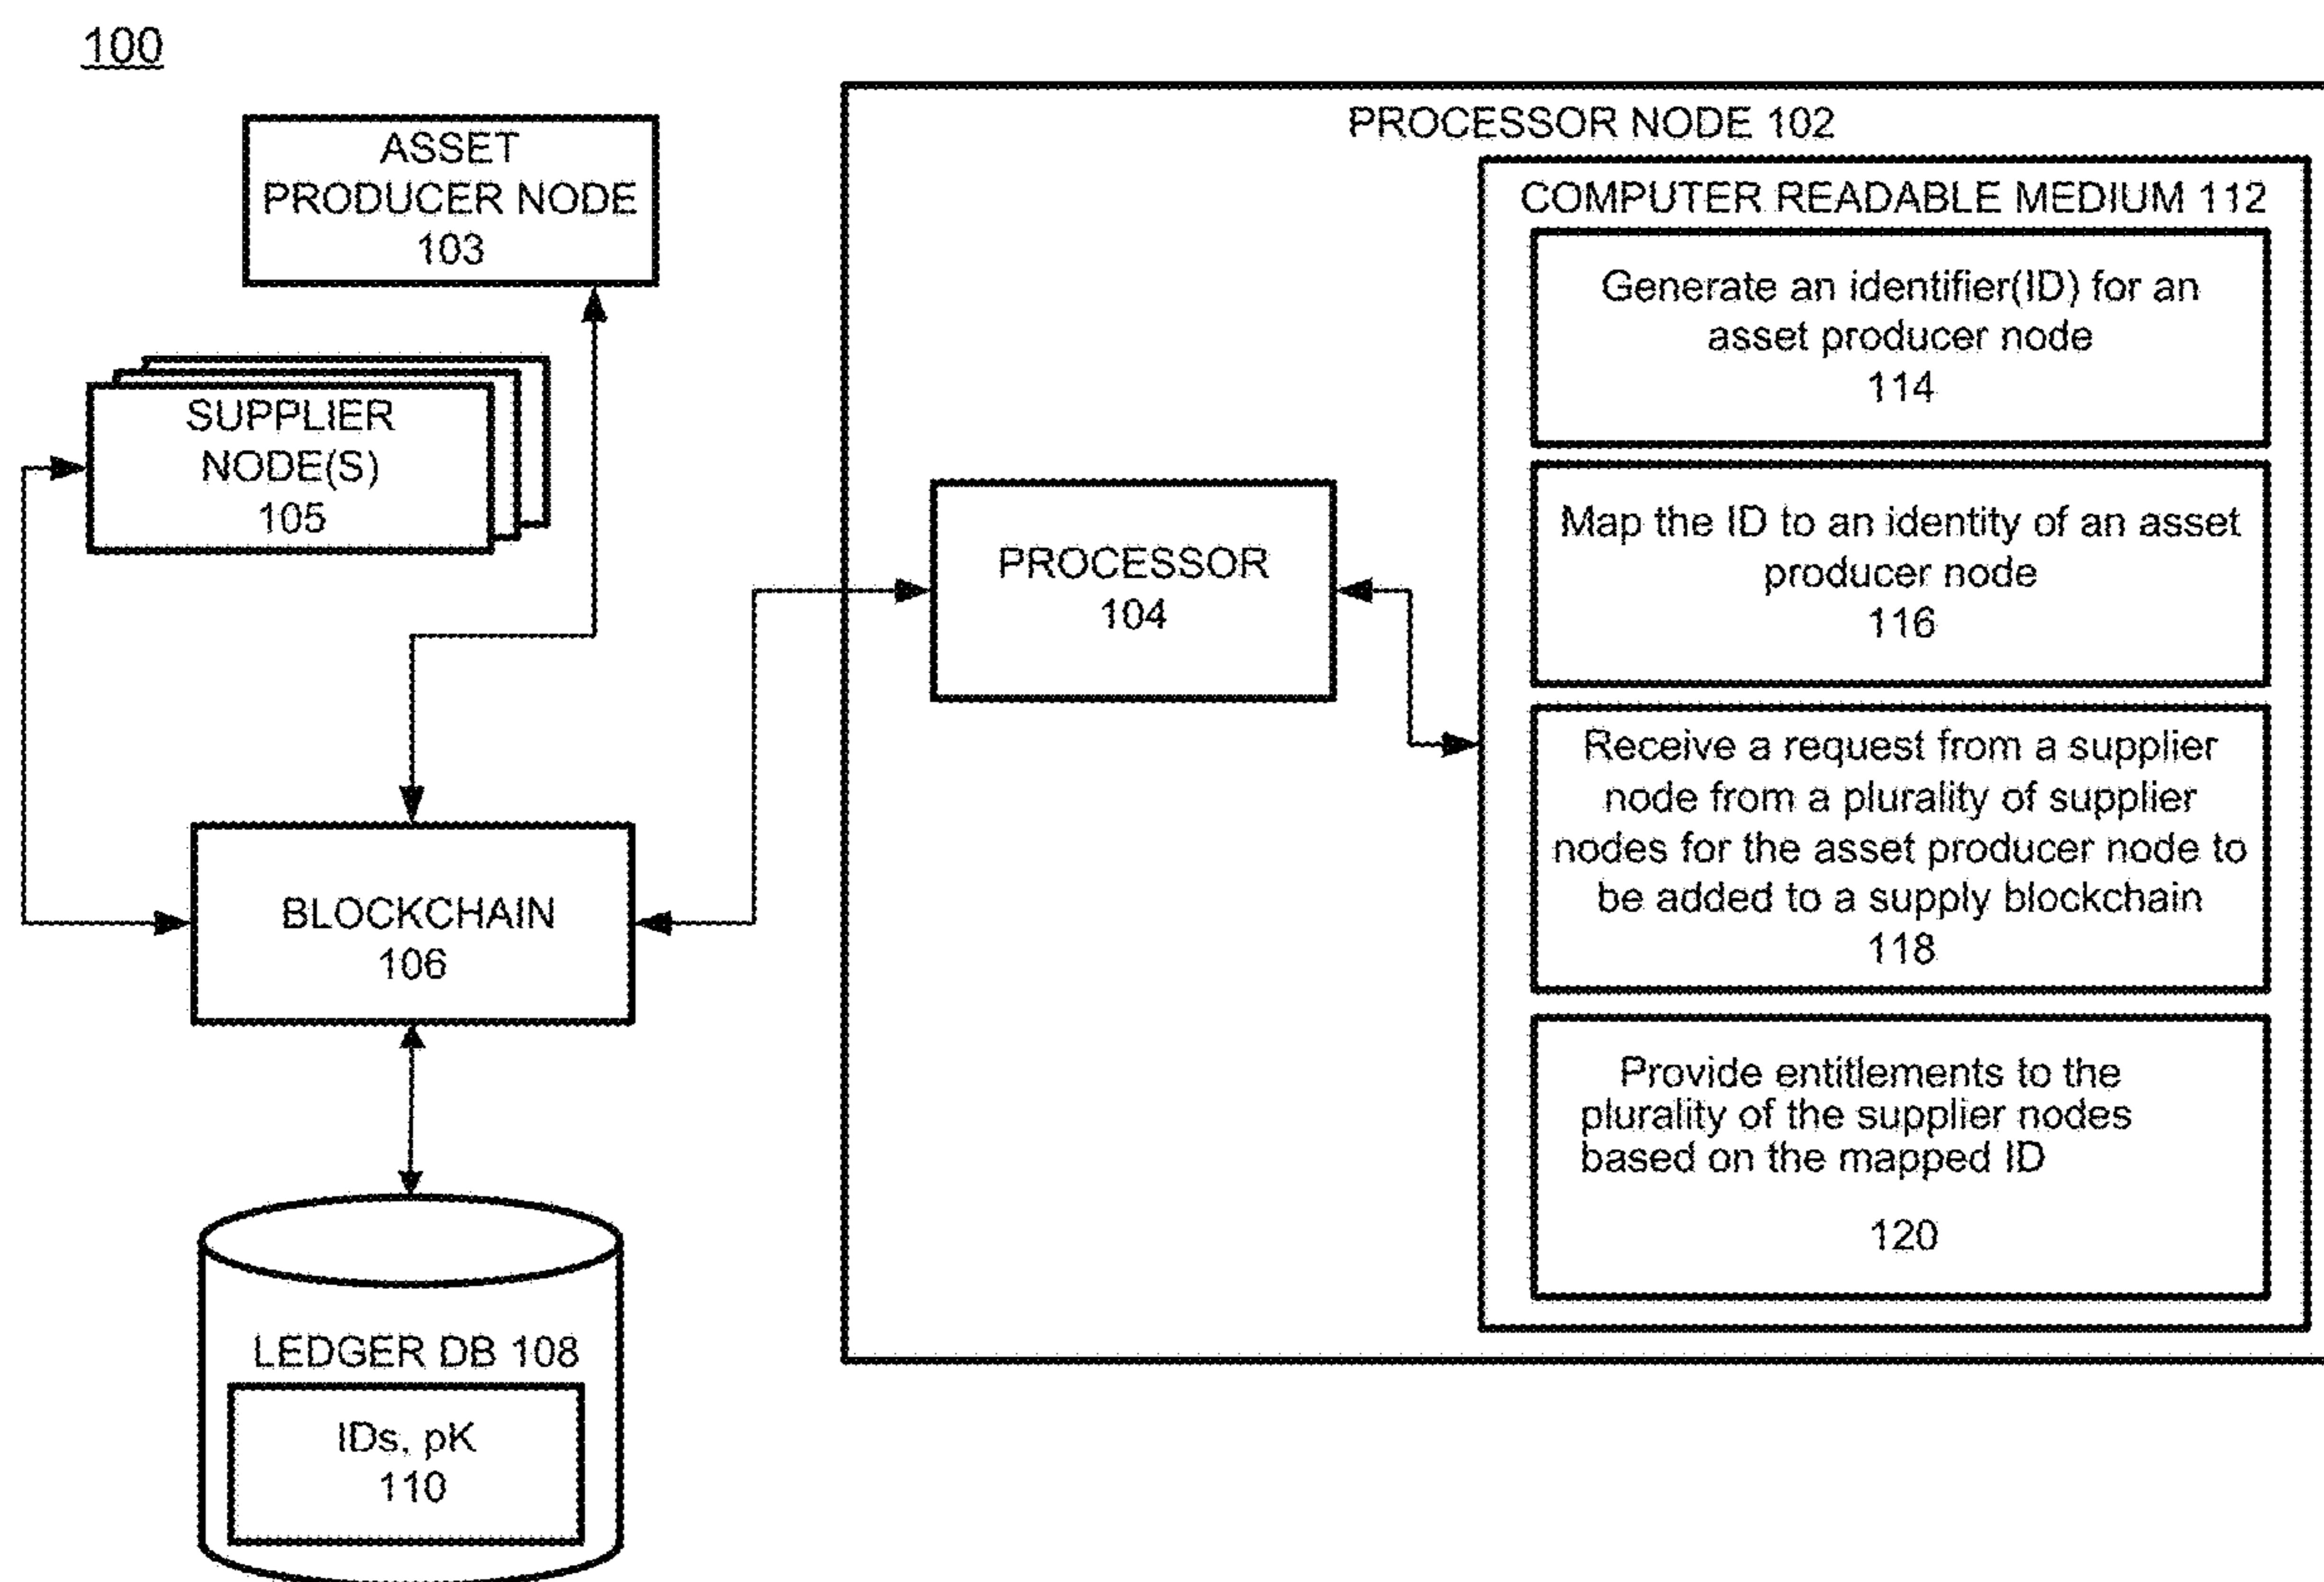 100
ASSET
PRODUCER NODE
103
SUPPLIER
NODE(S)
105
BLOCKCHAIN
106
LEDGER DB 108
IDs, pK
110
PROCESSOR NODE 102
PROCESSOR
104
COMPUTER READABLE MEDIUM 112
Generate an identifier(ID) for an
asset producer node
114
Map the ID to an identity of an asset
producer node
116
Receive a request from a supplier
node from a plurality of supplier
nodes for the asset producer node to
be added to a supply blockchain
118
Provide entitlements to the
plurality of the supplier nodes
based on the mapped ID
120